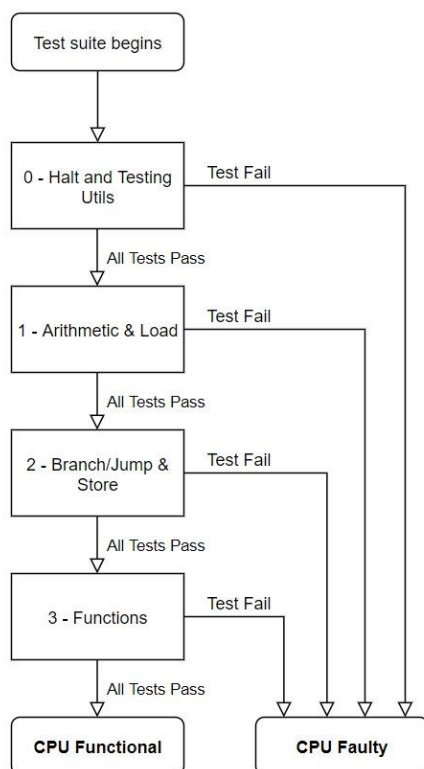 Test suite begins
0 - Halt and Testing
Utils
Test Fail
All Tests Pass
1 - Arithmetic & Load
Test Fail
All Tests Pass
2 - Branch/Jump &
Store
Test Fail
All Tests Pass
3 - Functions
Test Fail
All Tests Pass
CPU Functional
CPU Faulty